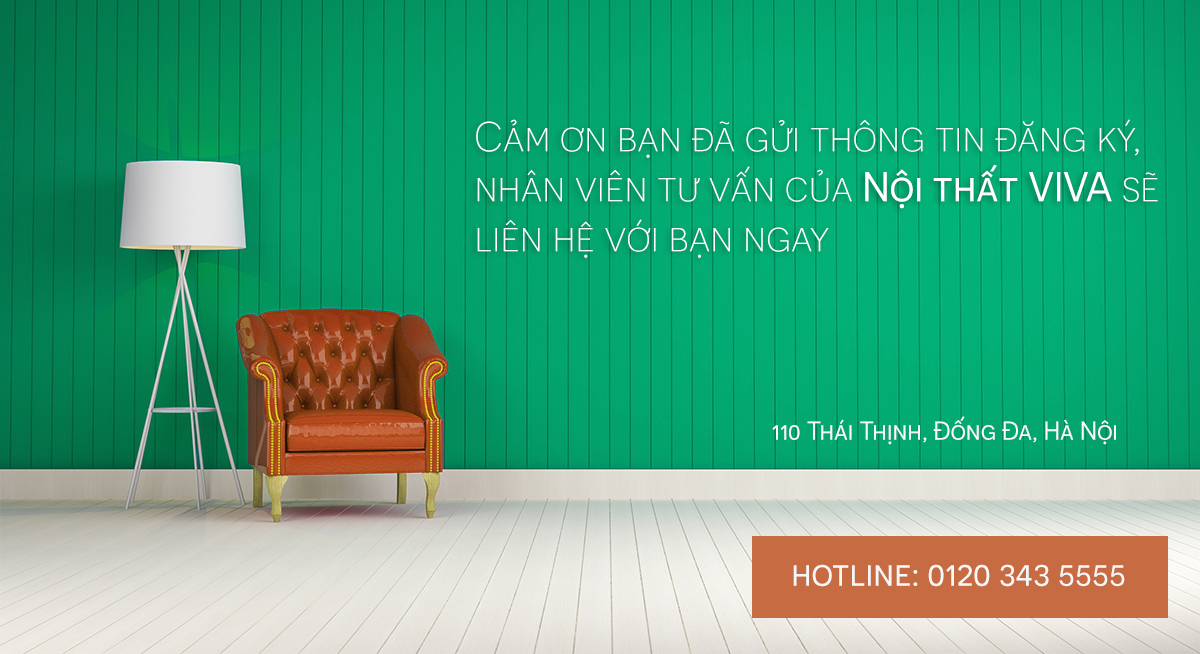 Cảm ơn bạn đã gửi thông tin đăng ký,
nhân viên tư vấn của Nội thất VIVA sẽ
liên hệ với bạn ngay
110 Thái Thịnh, Đống Đa, Hà Nội
HOTLINE: 0120 343 5555